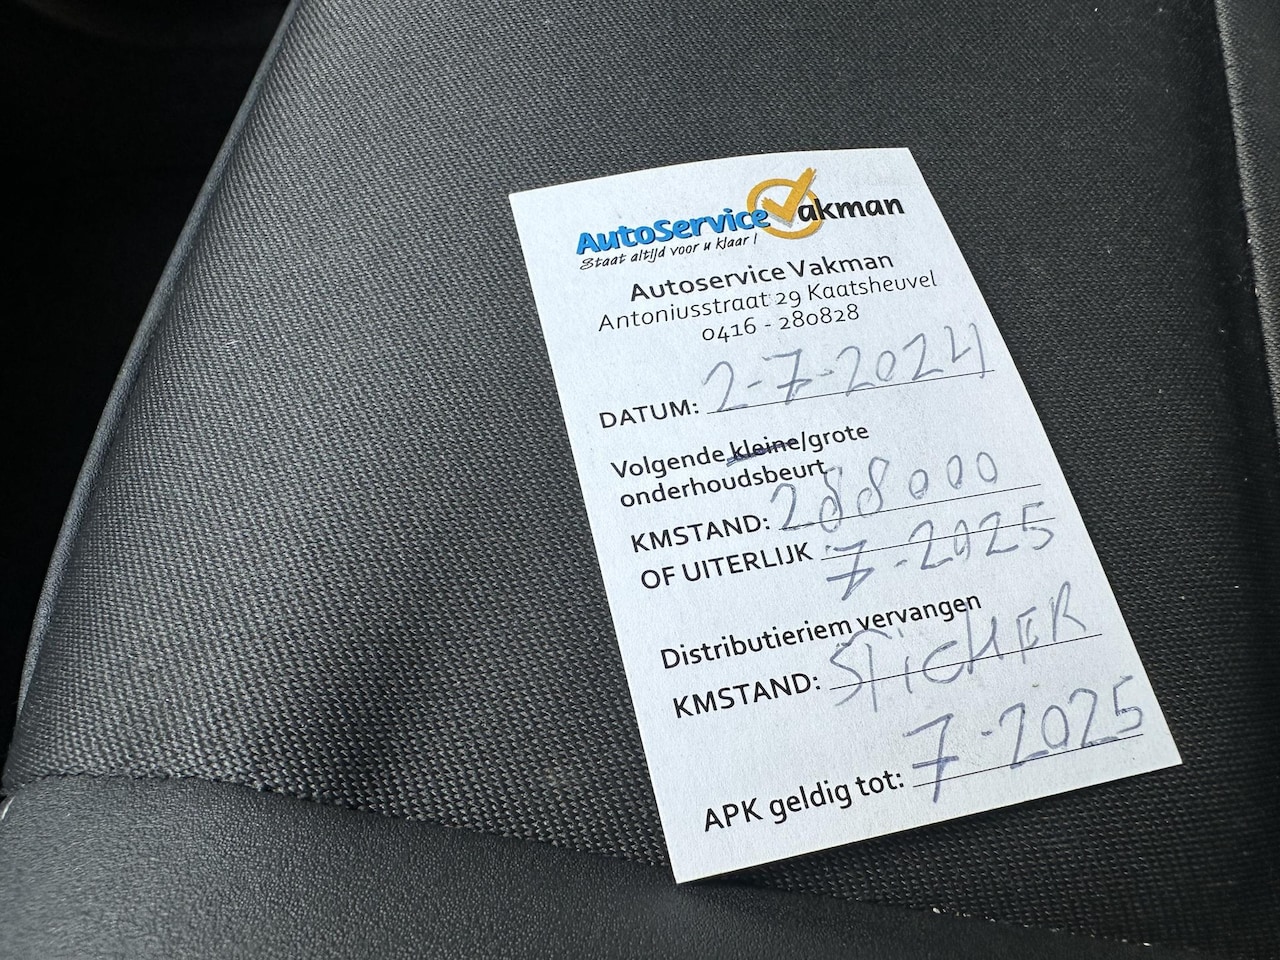 AutoService Vakman
Staat altijd voor u klaar!
Autoservice Vakman
Antoniusstraat 29 Kaatsheuvel
0416 - 280828
DATUM: 2-7-2024
Volgende kleine/grote
onderhoudsbeurt
KMSTAND: 288000
OF UITERLIJK 7-2025
Distributieriem vervangen
KMSTAND: STICKER
APK geldig tot: 7-2025